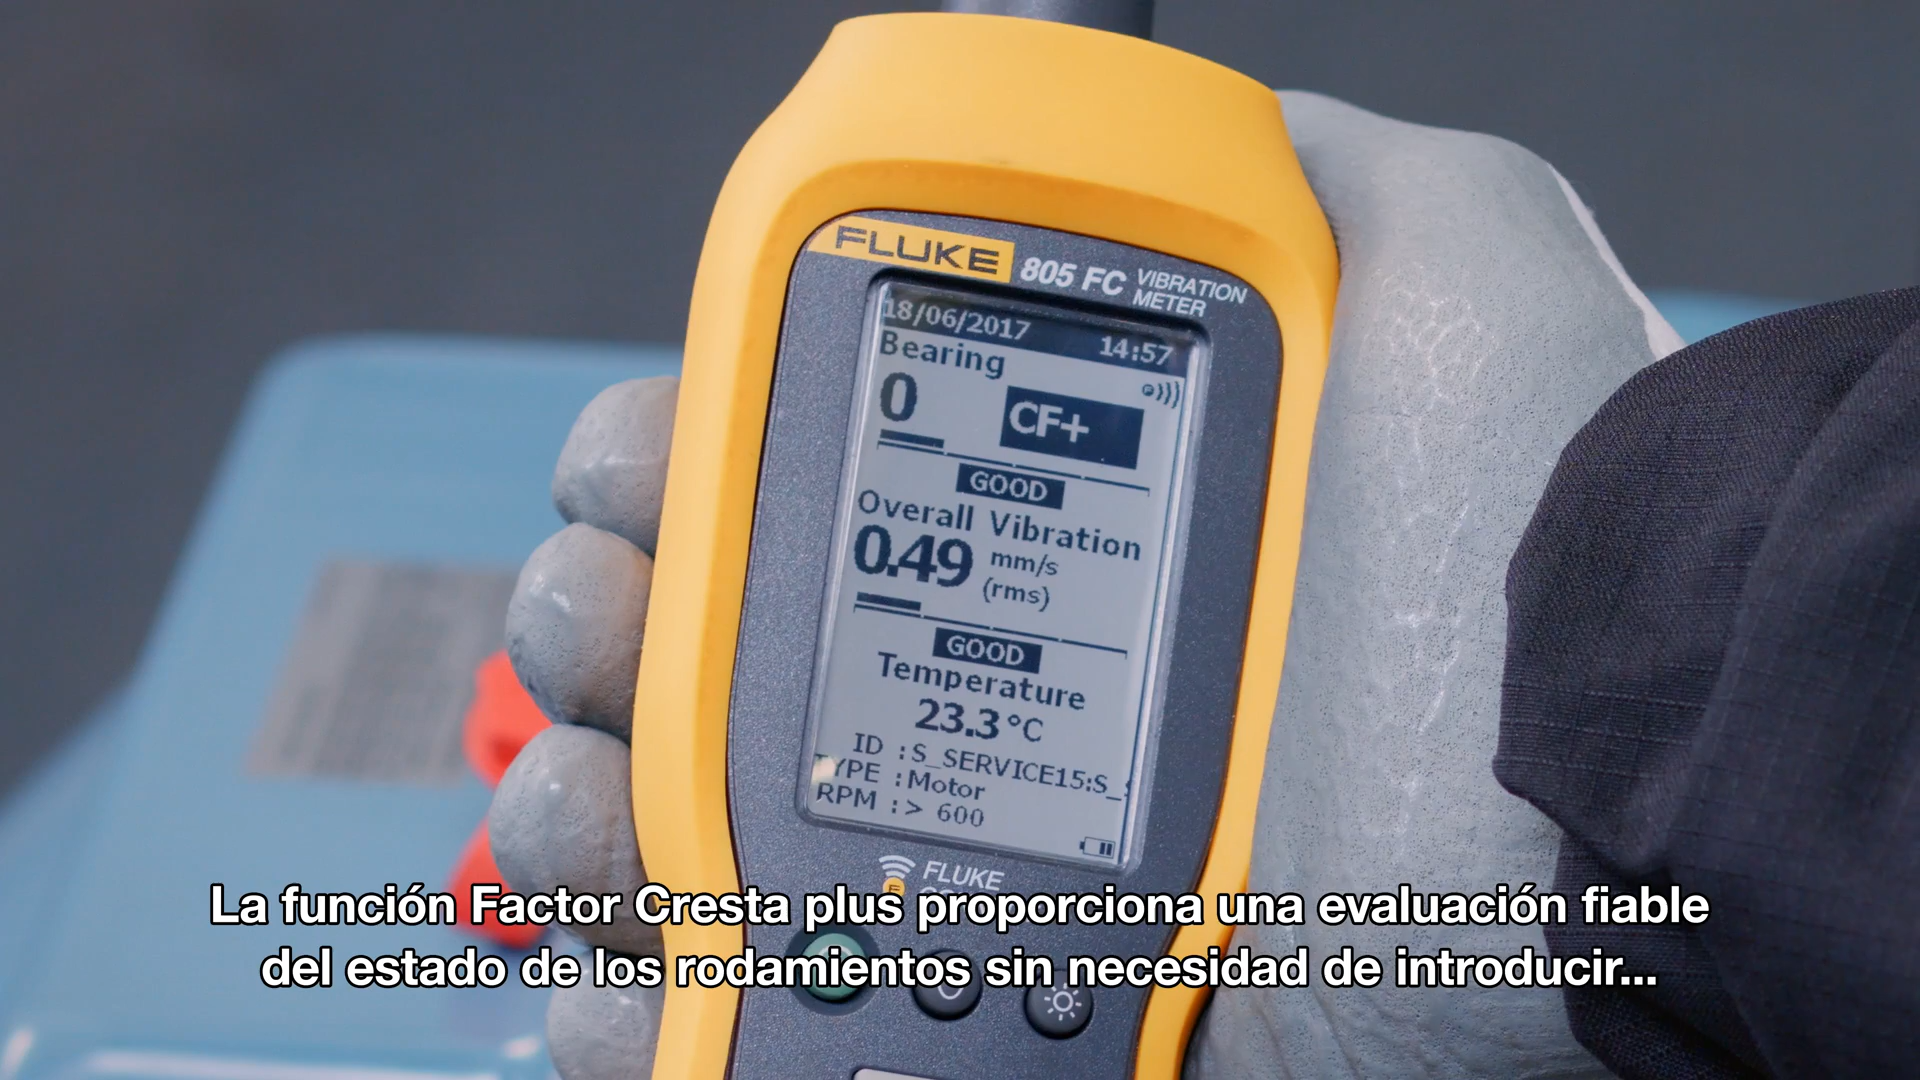 FLUKE 805 FC VIBRATION METER
18/06/2017 14:57
Bearing
0 CF+
GOOD
Overall Vibration
0.49 mm/s (rms)
GOOD
Temperature
23.3 °C
ID :S_SERVICE15:S_
TYPE :Motor
RPM :> 600
FLUKE
La función Factor Cresta plus proporciona una evaluación fiable
del estado de los rodamientos sin necesidad de introducir...